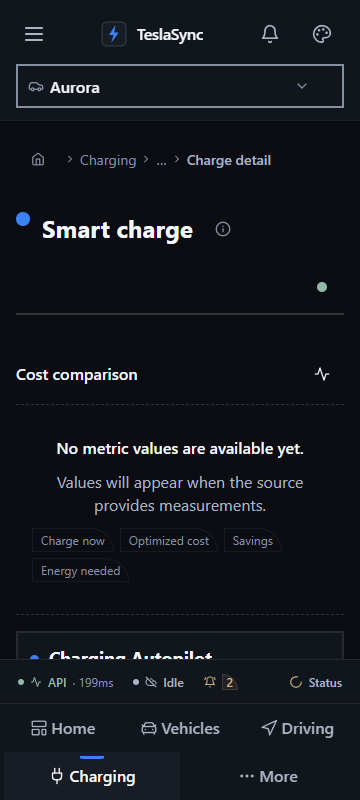 TeslaSync
Aurora
Charging ... Charge detail
Smart charge
Cost comparison
No metric values are available yet.
Values will appear when the source
provides measurements.
Charge now Optimized cost Savings
Energy needed
Charging Autopilot
API · 199ms Idle 2 Status
Home Vehicles Driving
Charging More